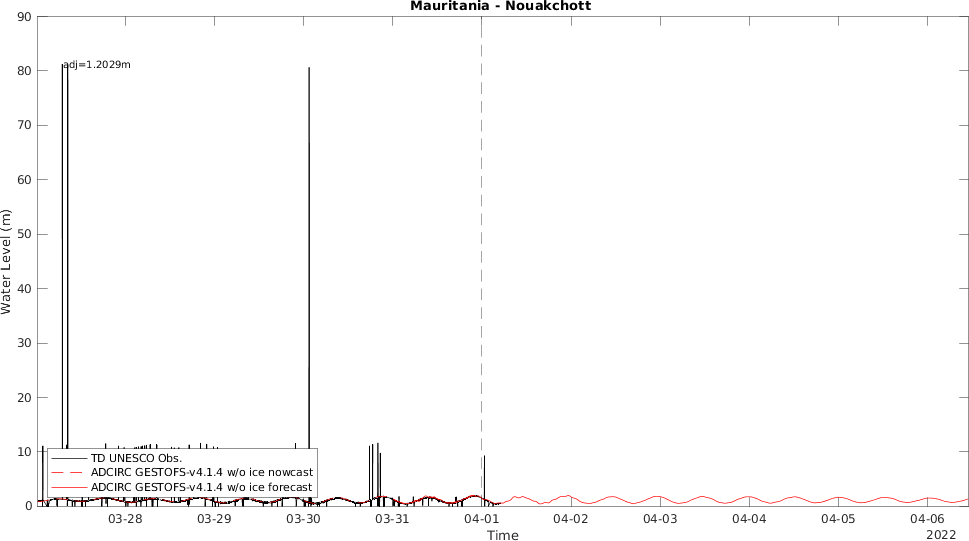 Mauritania - Nouakchott
90
80
70
60
50
40
30
20
10
0
Water Level (m)
adj=1.2029m
TD UNESCO Obs.
ADCIRC GESTOFS-v4.1.4 w/o ice nowcast
ADCIRC GESTOFS-v4.1.4 w/o ice forecast
03-28 03-29 03-30 03-31 04-01 04-02 04-03 04-04 04-05 04-06
Time
2022